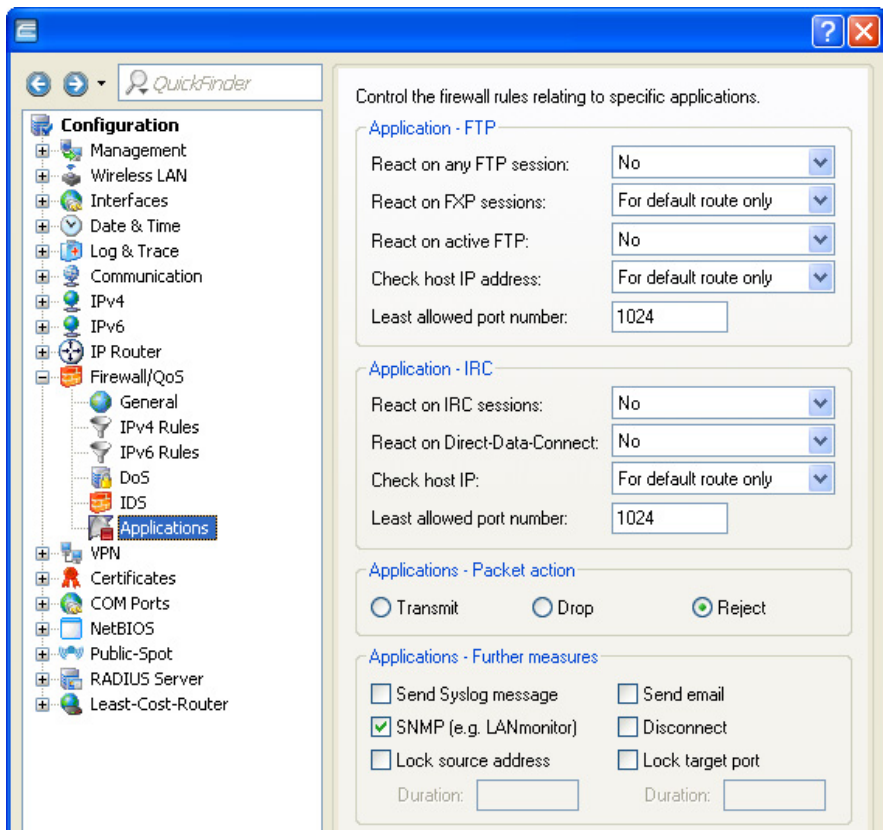 ?
QuickFinder
Configuration
Management
Wireless LAN
Interfaces
Date & Time
Log & Trace
Communication
IPv4
IPv6
IP Router
Firewall/QoS
General
IPv4 Rules
IPv6 Rules
DoS
IDS
Applications
VPN
Certificates
COM Ports
NetBIOS
Public-Spot
RADIUS Server
Least-Cost-Router
Control the firewall rules relating to specific applications.
Application - FTP
React on any FTP session: No
React on FXP sessions: For default route only
React on active FTP: No
Check host IP address: For default route only
Least allowed port number: 1024
Application - IRC
React on IRC sessions: No
React on Direct-Data-Connect: No
Check host IP: For default route only
Least allowed port number: 1024
Applications - Packet action
Transmit Drop Reject
Applications - Further measures
Send Syslog message Send email
SNMP (e.g. LANmonitor) Disconnect
Lock source address Lock target port
Duration: Duration: